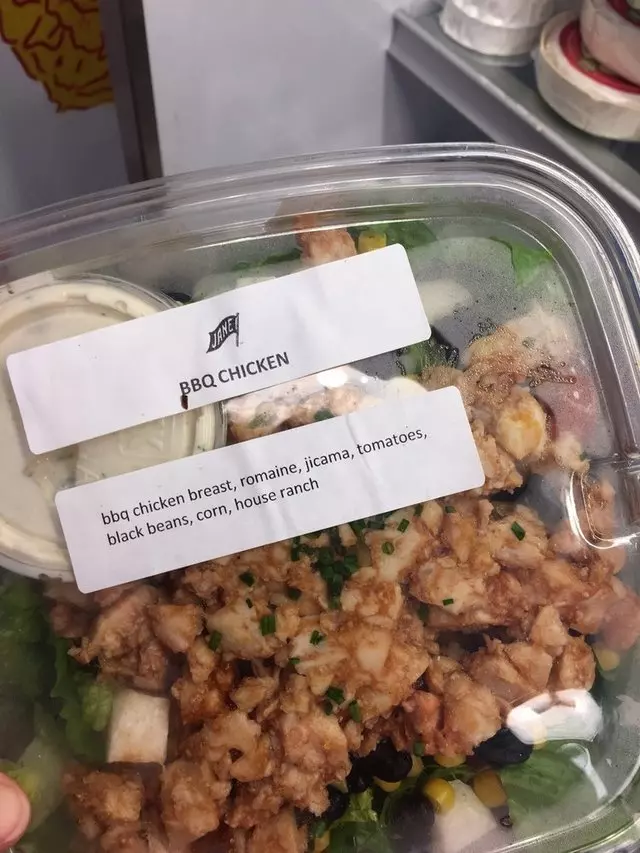 JANE
BBQ CHICKEN
bbq chicken breast, romaine, jicama, tomatoes,
black beans, corn, house ranch